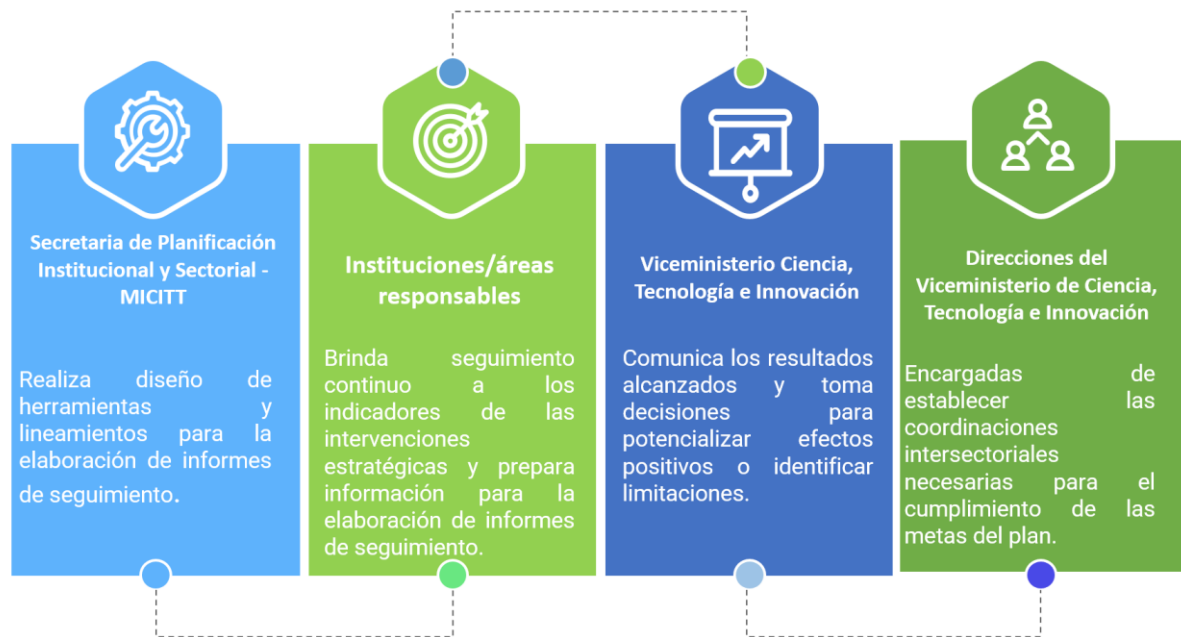 Secretaria de Planificación
Institucional y Sectorial -
MICITT
Realiza diseño de
herramientas y
lineamientos para la
elaboración de informes
de seguimiento.
Instituciones/áreas
responsables
Brinda seguimiento
continuo a los
indicadores de las
intervenciones
estratégicas y prepara
información para la
elaboración de informes
de seguimiento.
Viceministerio Ciencia,
Tecnología e Innovación
Comunica los resultados
alcanzados y toma
decisiones para
potencializar efectos
positivos o identificar
limitaciones.
Direcciones del
Viceministerio de Ciencia,
Tecnología e Innovación
Encargadas de
establecer las
coordinaciones
intersectoriales
necesarias para el
cumplimiento de las
metas del plan.